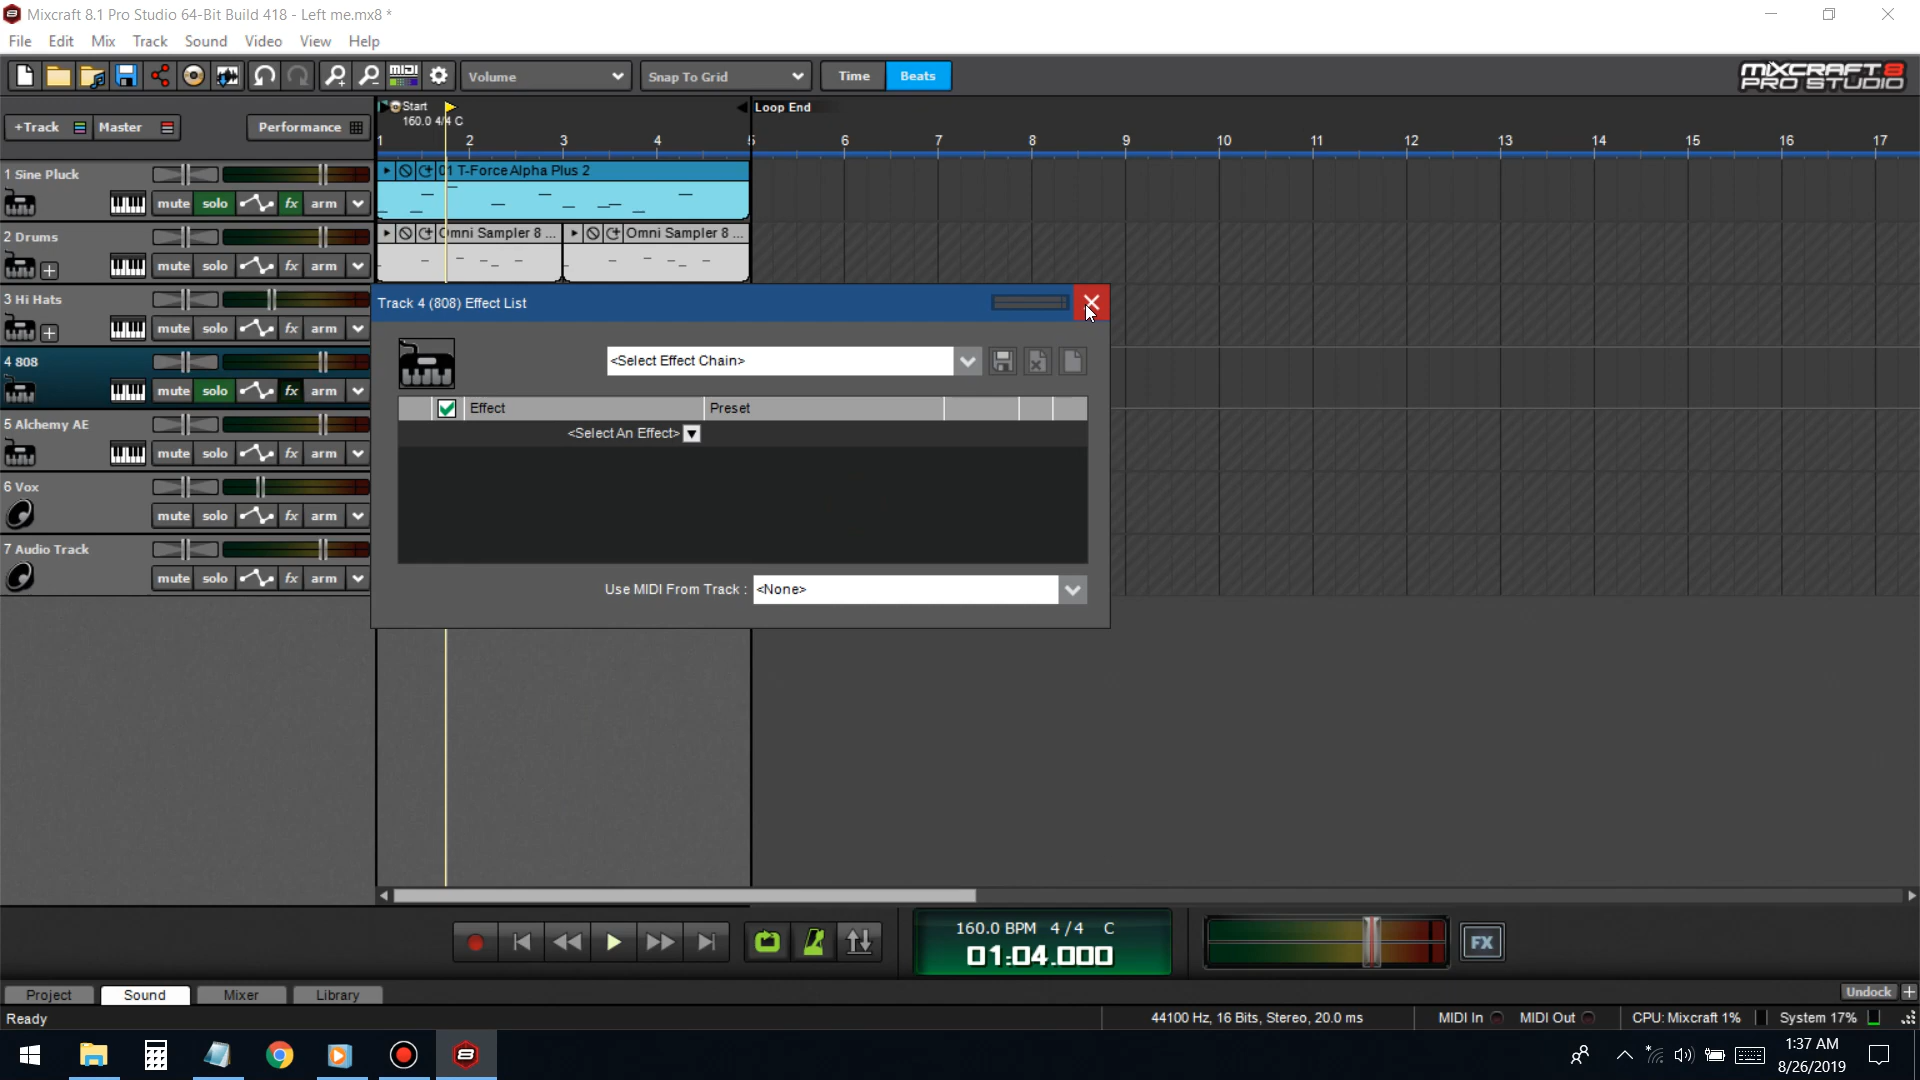 Mixcraft 8.1 Pro Studio 64-Bit Build 418 - Left me.mx8 *
File Edit Mix Track Sound Video View Help
MIDI Volume Snap To Grid Time Beats
MIXCRAFT 8
PRO STUDIO
+Track Master Performance
Start Loop End
160.0 4/4 C
1 2 3 4 5 6 7 8 9 10 11 12 13 14 15 16 17
1 Sine Pluck
mute solo fx arm
01 T-Force Alpha Plus 2
2 Drums
mute solo fx arm
Omni Sampler 8 ... Omni Sampler 8 ...
3 Hi Hats
mute solo fx arm
4 808
mute solo fx arm
5 Alchemy AE
mute solo fx arm
6 Vox
mute solo fx arm
7 Audio Track
mute solo fx arm
Track 4 (808) Effect List
<Select Effect Chain>
Effect Preset
<Select An Effect>
Use MIDI From Track : <None>
160.0 BPM 4/4 C
01:04.000
FX
Project Sound Mixer Library Undock +
Ready 44100 Hz, 16 Bits, Stereo, 20.0 ms MIDI In MIDI Out CPU: Mixcraft 1% System 17%
8
1:37 AM
8/26/2019